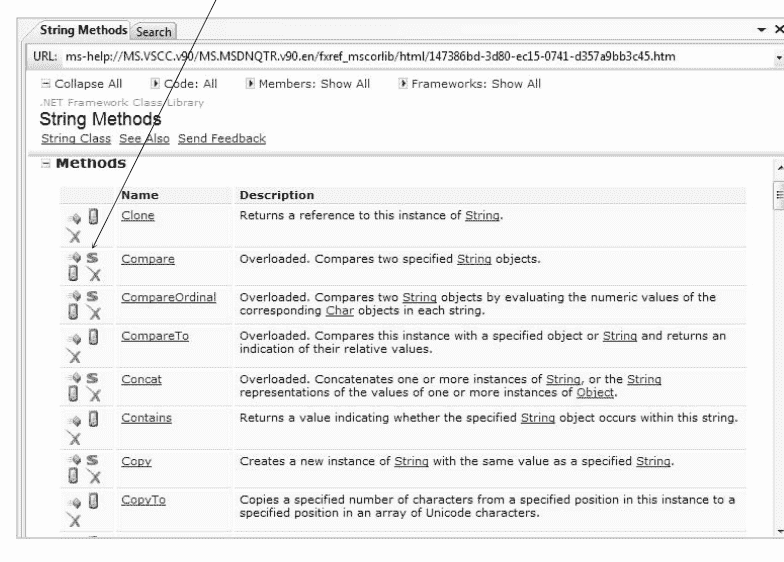 String Methods Search
URL: ms-help://MS.VSCC.v90/MS.MSDNQTR.v90.en/fxref_mscorlib/html/147386bd-3d80-ec15-0741-d357a9bb3c45.htm
Collapse All Code: All Members: Show All Frameworks: Show All
.NET Framework Class Library
String Methods
String Class See Also Send Feedback
Methods
Name Description
Clone Returns a reference to this instance of String.
S
Compare Overloaded. Compares two specified String objects.
S
CompareOrdinal Overloaded. Compares two String objects by evaluating the numeric values of the
corresponding Char objects in each string.
CompareTo Overloaded. Compares this instance with a specified object or String and returns an
indication of their relative values.
S
Concat Overloaded. Concatenates one or more instances of String, or the String
representations of the values of one or more instances of Object.
Contains Returns a value indicating whether the specified String object occurs within this string.
S
Copy Creates a new instance of String with the same value as a specified String.
CopyTo Copies a specified number of characters from a specified position in this instance to a
specified position in an array of Unicode characters.